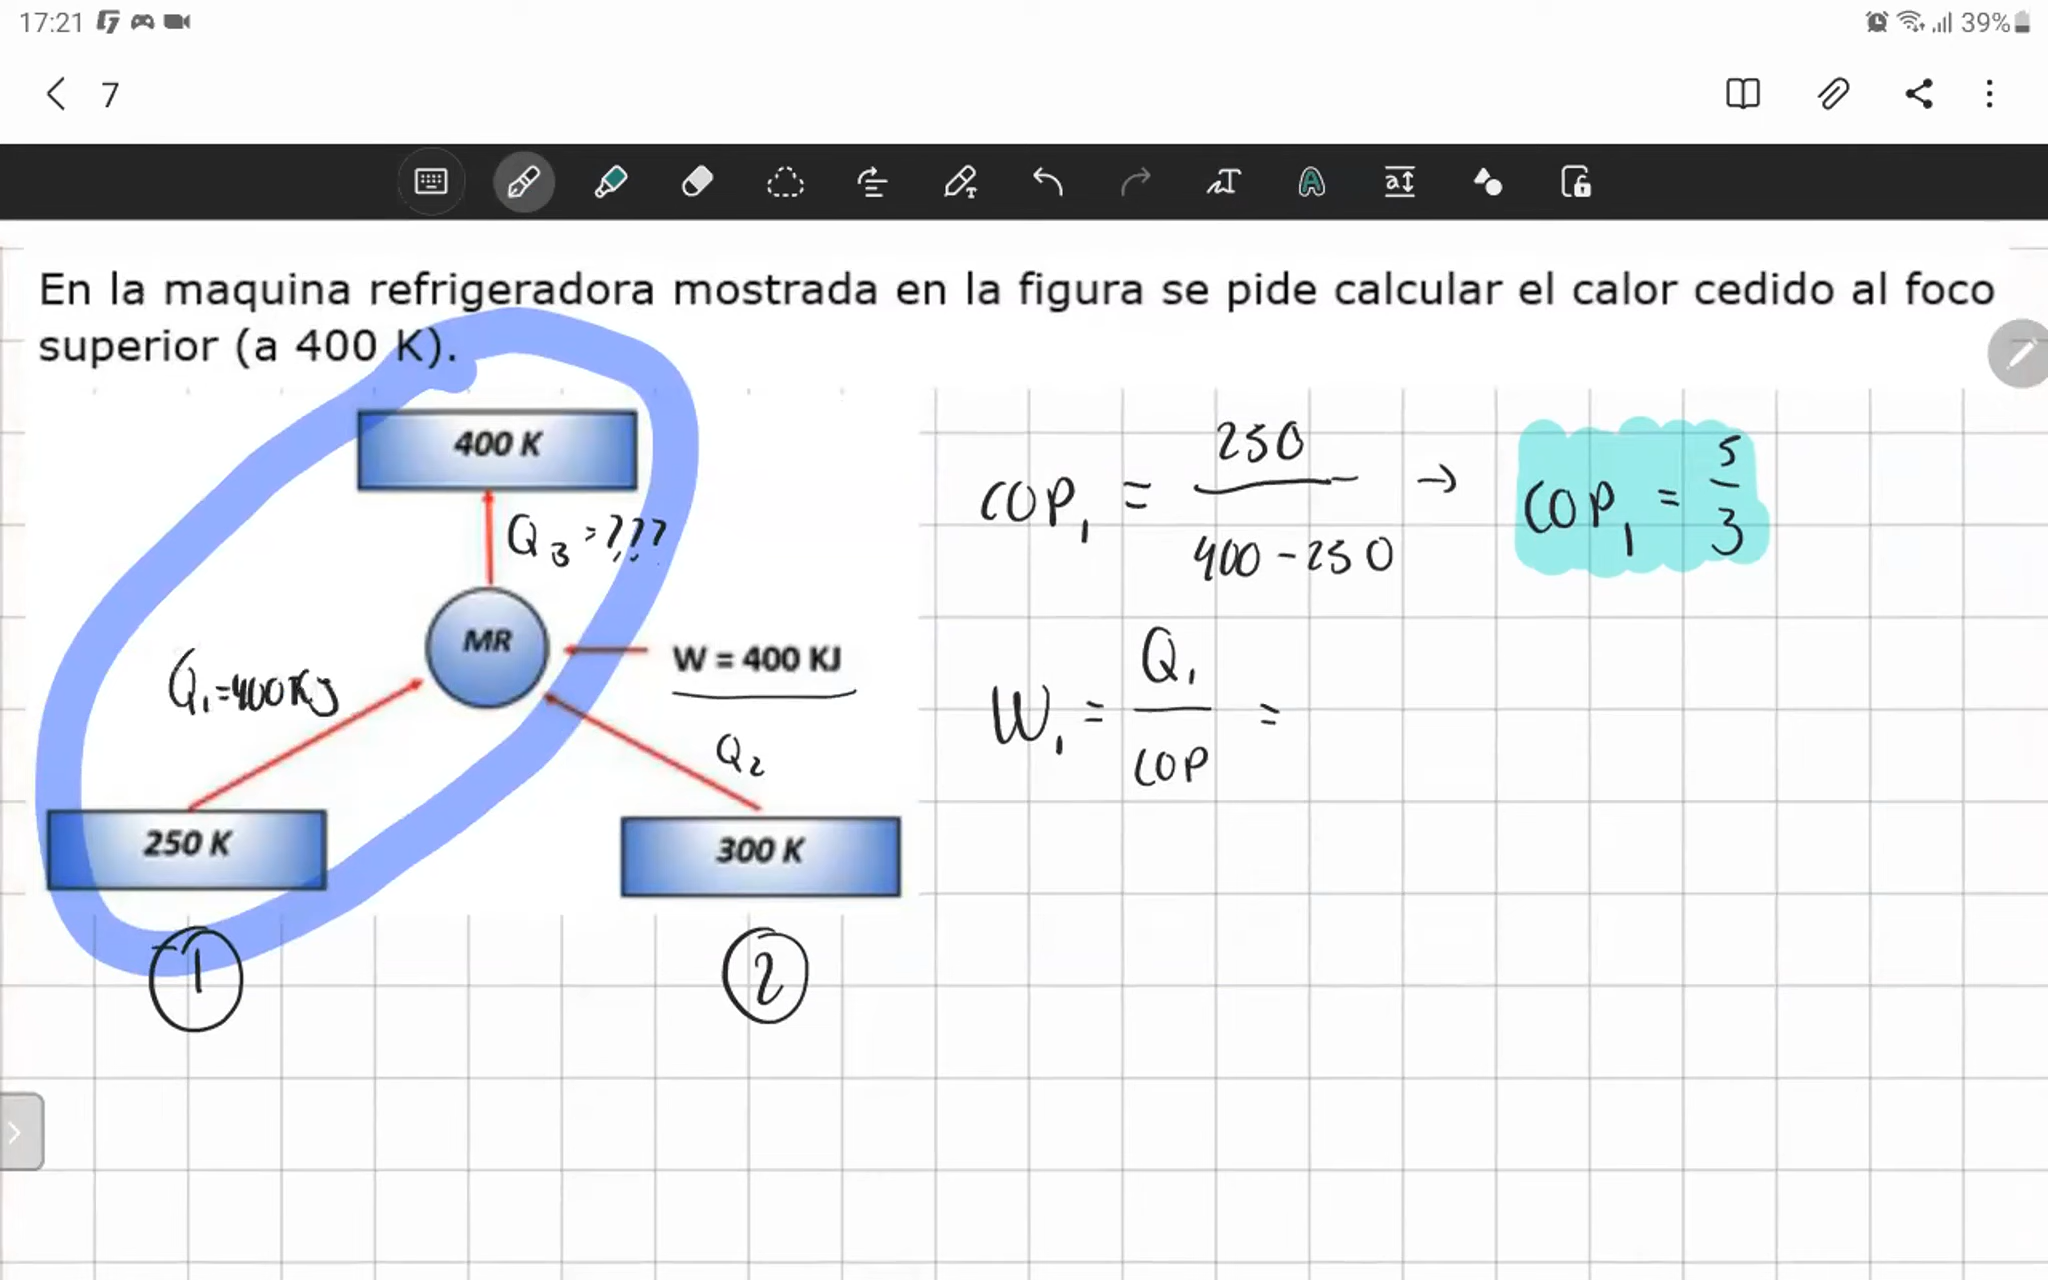 17:21
39%
7
En la maquina refrigeradora mostrada en la figura se pide calcular el calor cedido al foco
superior (a 400 K).
400 K
Q3 = ???
MR
W = 400 KJ
Q1 = 400 KJ
Q2
250 K
300 K
1
2
COP1 = 250 / 400 - 250 → COP1 = 5 / 3
W1 = Q1 / COP =